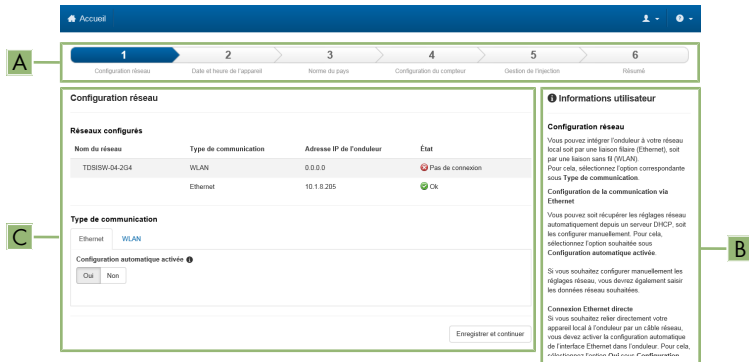 Accueil
1 2 3 4 5 6
Configuration réseau Date et heure de l'appareil Norme du pays Configuration du compteur Gestion de l'injection Résumé
A
Configuration réseau
Réseaux configurés
Nom du réseau Type de communication Adresse IP de l'onduleur État
TDSISW-04-2G4 WLAN 0.0.0.0 Pas de connexion
Ethernet 10.1.8.205 Ok
Type de communication
Ethernet WLAN
Configuration automatique activée
Oui Non
Enregistrer et continuer
C
Informations utilisateur
Configuration réseau
Vous pouvez intégrer l'onduleur à votre réseau
local soit par une liaison filaire (Ethernet), soit
par une liaison sans fil (WLAN).
Pour cela, sélectionnez l'option correspondante
sous Type de communication.
Configuration de la communication via
Ethernet
Vous pouvez soit récupérer les réglages réseau
automatiquement depuis un serveur DHCP, soit
les configurer manuellement. Pour cela,
sélectionnez l'option souhaitée sous
Configuration automatique activée.
Si vous souhaitez configurer manuellement les
réglages réseau, vous devrez également saisir
les données réseau souhaitées.
Connexion Ethernet directe
Si vous souhaitez relier directement votre
appareil local à l'onduleur par un câble réseau,
vous devez activer la configuration automatique
de l'interface Ethernet dans l'onduleur. Pour cela,
sélectionnez l'option Oui sous Configuration
B